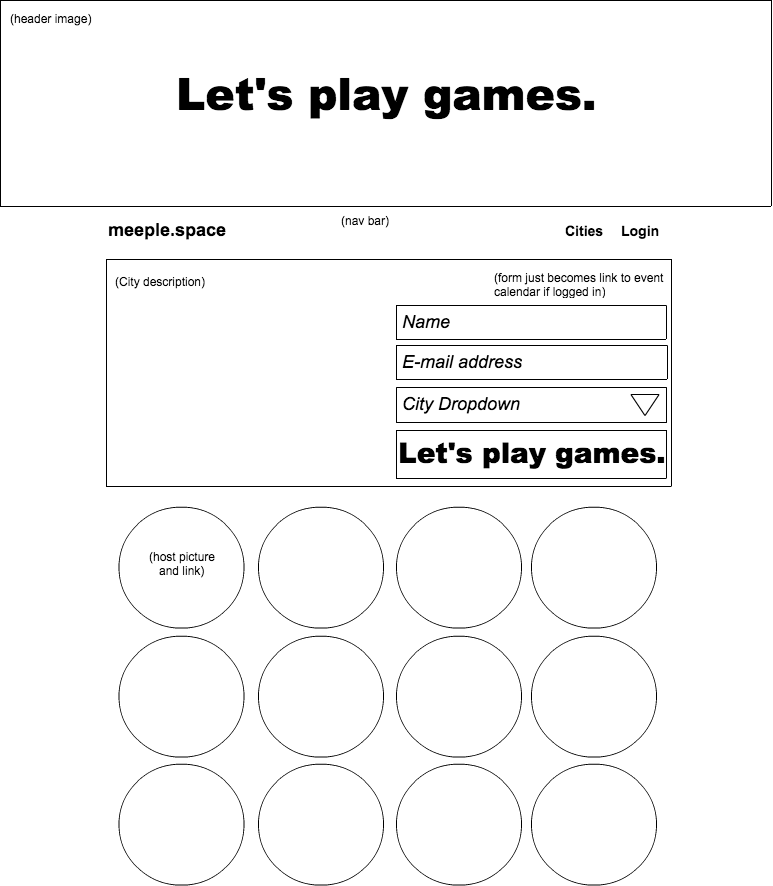 (header image)
Let's play games.
(nav bar)
meeple.space
Cities
Login
(City description)
(form just becomes link to event
calendar if logged in)
Name
E-mail address
City Dropdown
Let's play games.
(host picture
and link)